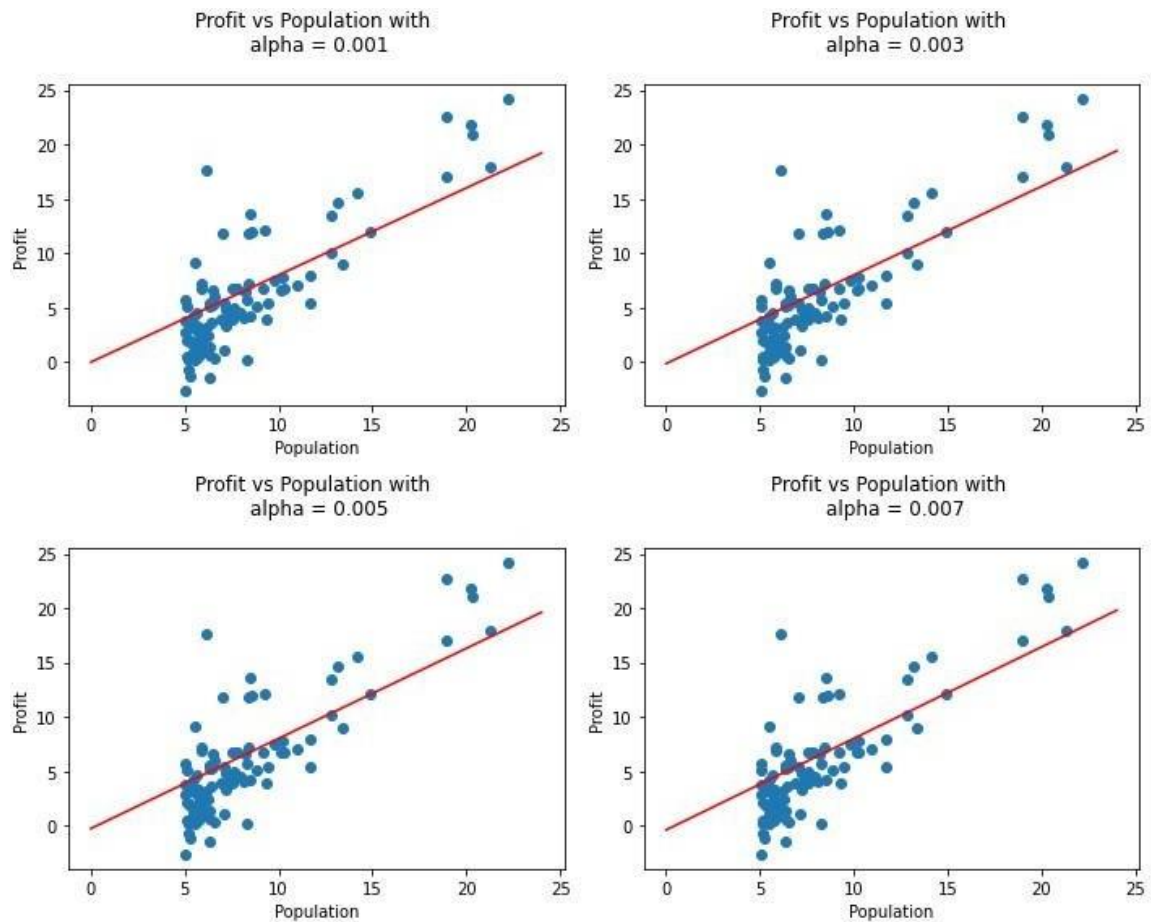 Profit vs Population with
alpha = 0.001
25
20
15
10
5
0
Profit
0 5 10 15 20 25
Population
Profit vs Population with
alpha = 0.003
25
20
15
10
5
0
Profit
0 5 10 15 20 25
Population
Profit vs Population with
alpha = 0.005
25
20
15
10
5
0
Profit
0 5 10 15 20 25
Population
Profit vs Population with
alpha = 0.007
25
20
15
10
5
0
Profit
0 5 10 15 20 25
Population